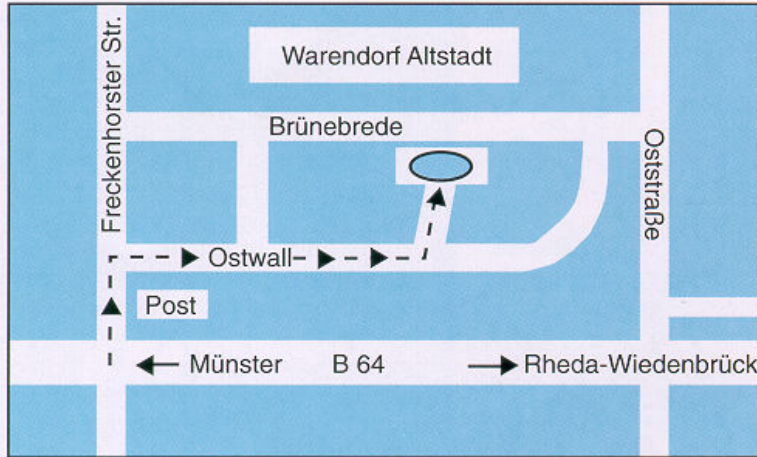 Freckenhorster Str.
Warendorf Altstadt
Brünebrede
Oststraße
Ostwall
Post
Münster B 64 Rheda-Wiedenbrück